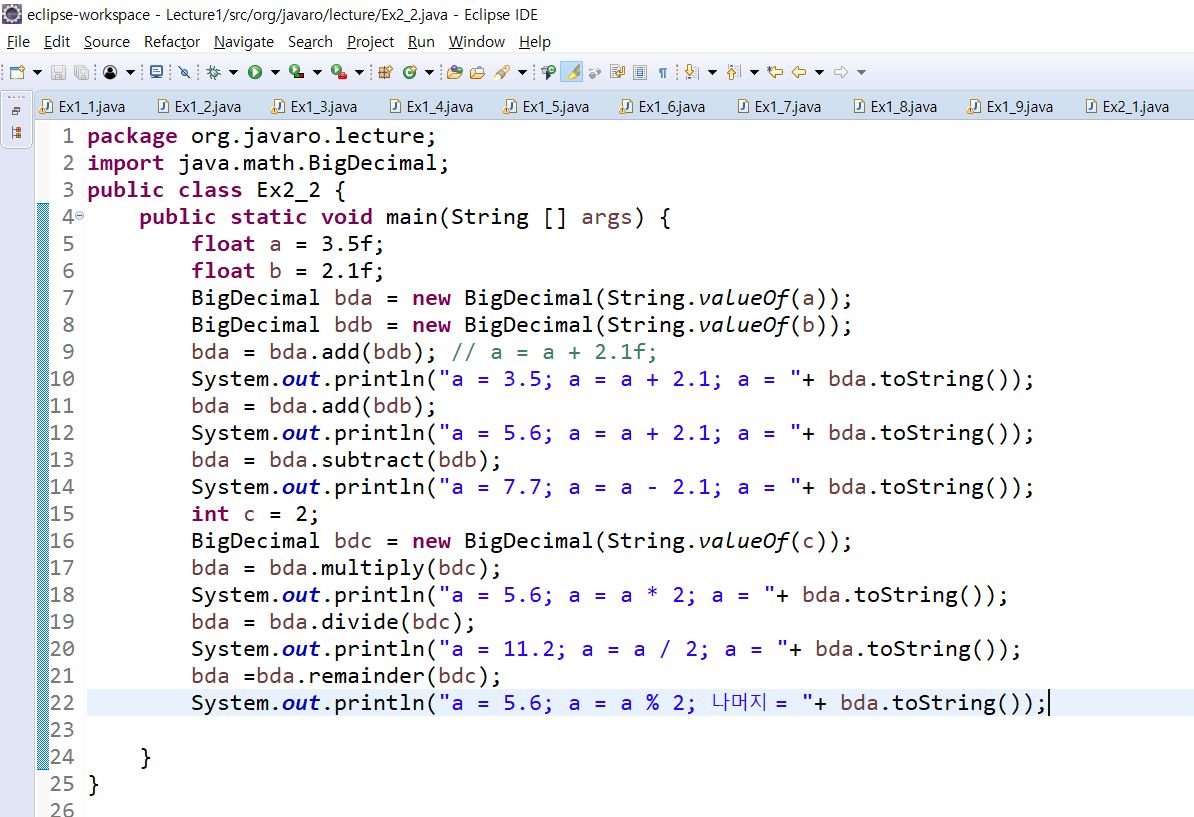 eclipse-workspace - Lecture1/src/org/javaro/lecture/Ex2_2.java - Eclipse IDE
File Edit Source Refactor Navigate Search Project Run Window Help
Ex1_1.java Ex1_2.java Ex1_3.java Ex1_4.java Ex1_5.java Ex1_6.java Ex1_7.java Ex1_8.java Ex1_9.java Ex2_1.java
1 package org.javaro.lecture;
2 import java.math.BigDecimal;
3 public class Ex2_2 {
4     public static void main(String [] args) {
5         float a = 3.5f;
6         float b = 2.1f;
7         BigDecimal bda = new BigDecimal(String.valueOf(a));
8         BigDecimal bdb = new BigDecimal(String.valueOf(b));
9         bda = bda.add(bdb); // a = a + 2.1f;
10         System.out.println("a = 3.5; a = a + 2.1; a = "+ bda.toString());
11         bda = bda.add(bdb);
12         System.out.println("a = 5.6; a = a + 2.1; a = "+ bda.toString());
13         bda = bda.subtract(bdb);
14         System.out.println("a = 7.7; a = a - 2.1; a = "+ bda.toString());
15         int c = 2;
16         BigDecimal bdc = new BigDecimal(String.valueOf(c));
17         bda = bda.multiply(bdc);
18         System.out.println("a = 5.6; a = a * 2; a = "+ bda.toString());
19         bda = bda.divide(bdc);
20         System.out.println("a = 11.2; a = a / 2; a = "+ bda.toString());
21         bda =bda.remainder(bdc);
22         System.out.println("a = 5.6; a = a % 2; 나머지 = "+ bda.toString());
23
24     }
25 }
26